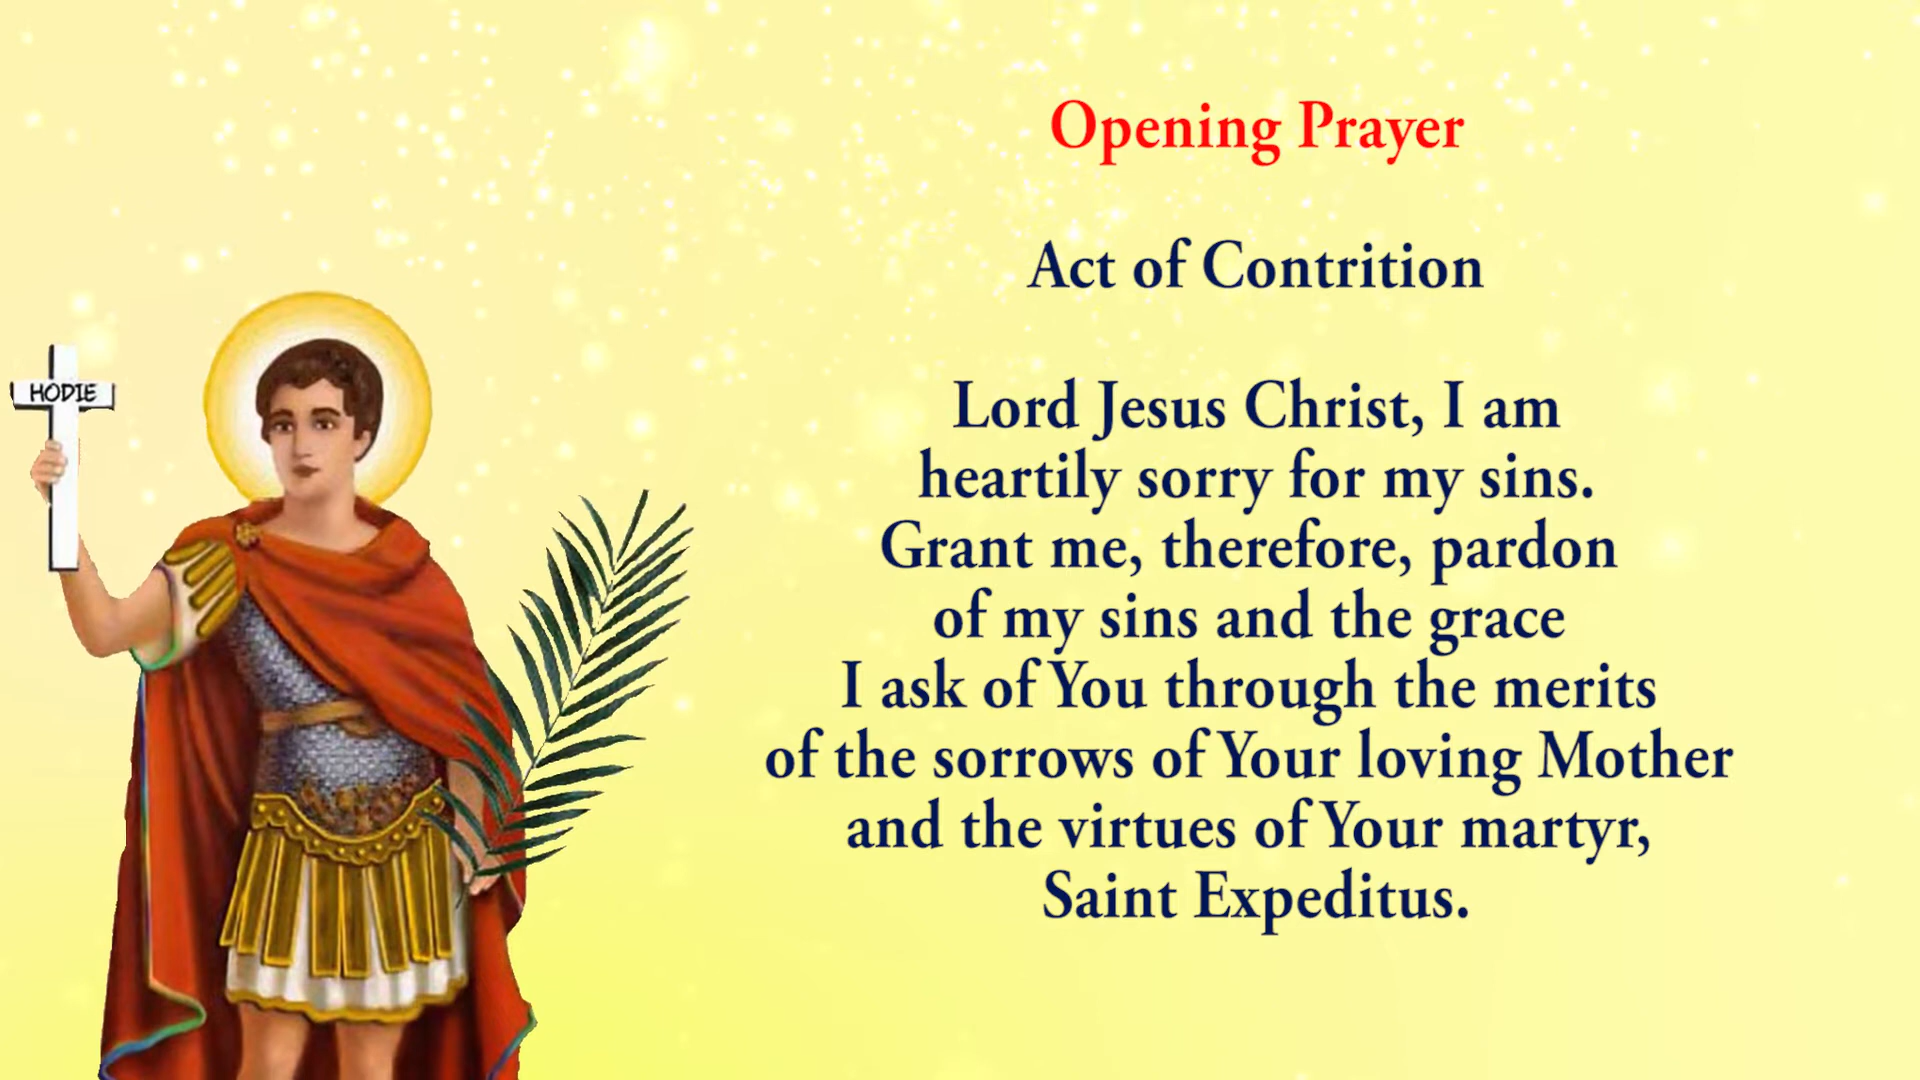 HODIE
Opening Prayer
Act of Contrition
Lord Jesus Christ, I am
heartily sorry for my sins.
Grant me, therefore, pardon
of my sins and the grace
I ask of You through the merits
of the sorrows of Your loving Mother
and the virtues of Your martyr,
Saint Expeditus.